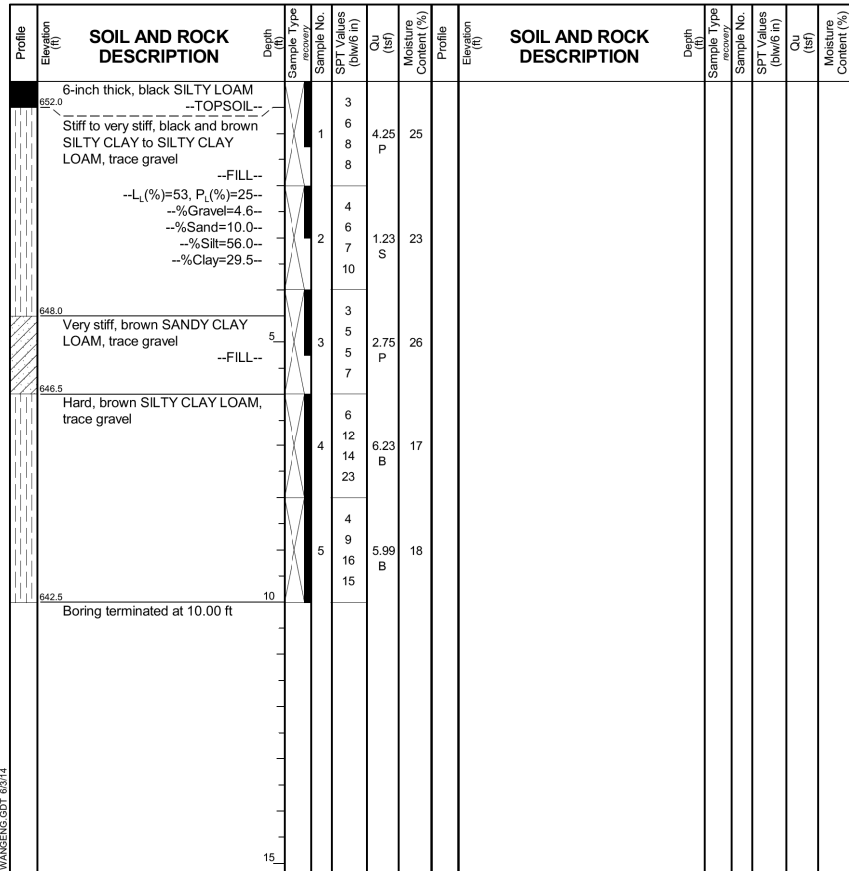 Profile
Elevation
(ft)
SOIL AND ROCK
DESCRIPTION
Depth
(ft)
Sample Type
recovery
Sample No.
SPT Values
(blw/6 in)
Qu
(tsf)
Moisture
Content (%)
Profile
Elevation
(ft)
SOIL AND ROCK
DESCRIPTION
Depth
(ft)
Sample Type
recovery
Sample No.
SPT Values
(blw/6 in)
Qu
(tsf)
Moisture
Content (%)
6-inch thick, black SILTY LOAM
652.0 --TOPSOIL--
Stiff to very stiff, black and brown
SILTY CLAY to SILTY CLAY
LOAM, trace gravel
--FILL--
1
3
6
8
8
4.25
P
25
--LL(%)=53, PL(%)=25--
--%Gravel=4.6--
--%Sand=10.0--
--%Silt=56.0--
--%Clay=29.5--
2
4
6
7
10
1.23
S
23
648.0
Very stiff, brown SANDY CLAY
LOAM, trace gravel
--FILL--
5
3
3
5
5
7
2.75
P
26
646.5
Hard, brown SILTY CLAY LOAM,
trace gravel
4
6
12
14
23
6.23
B
17
5
4
9
16
15
5.99
B
18
642.5 10
Boring terminated at 10.00 ft
15
WANGENG.GDT 6/3/14